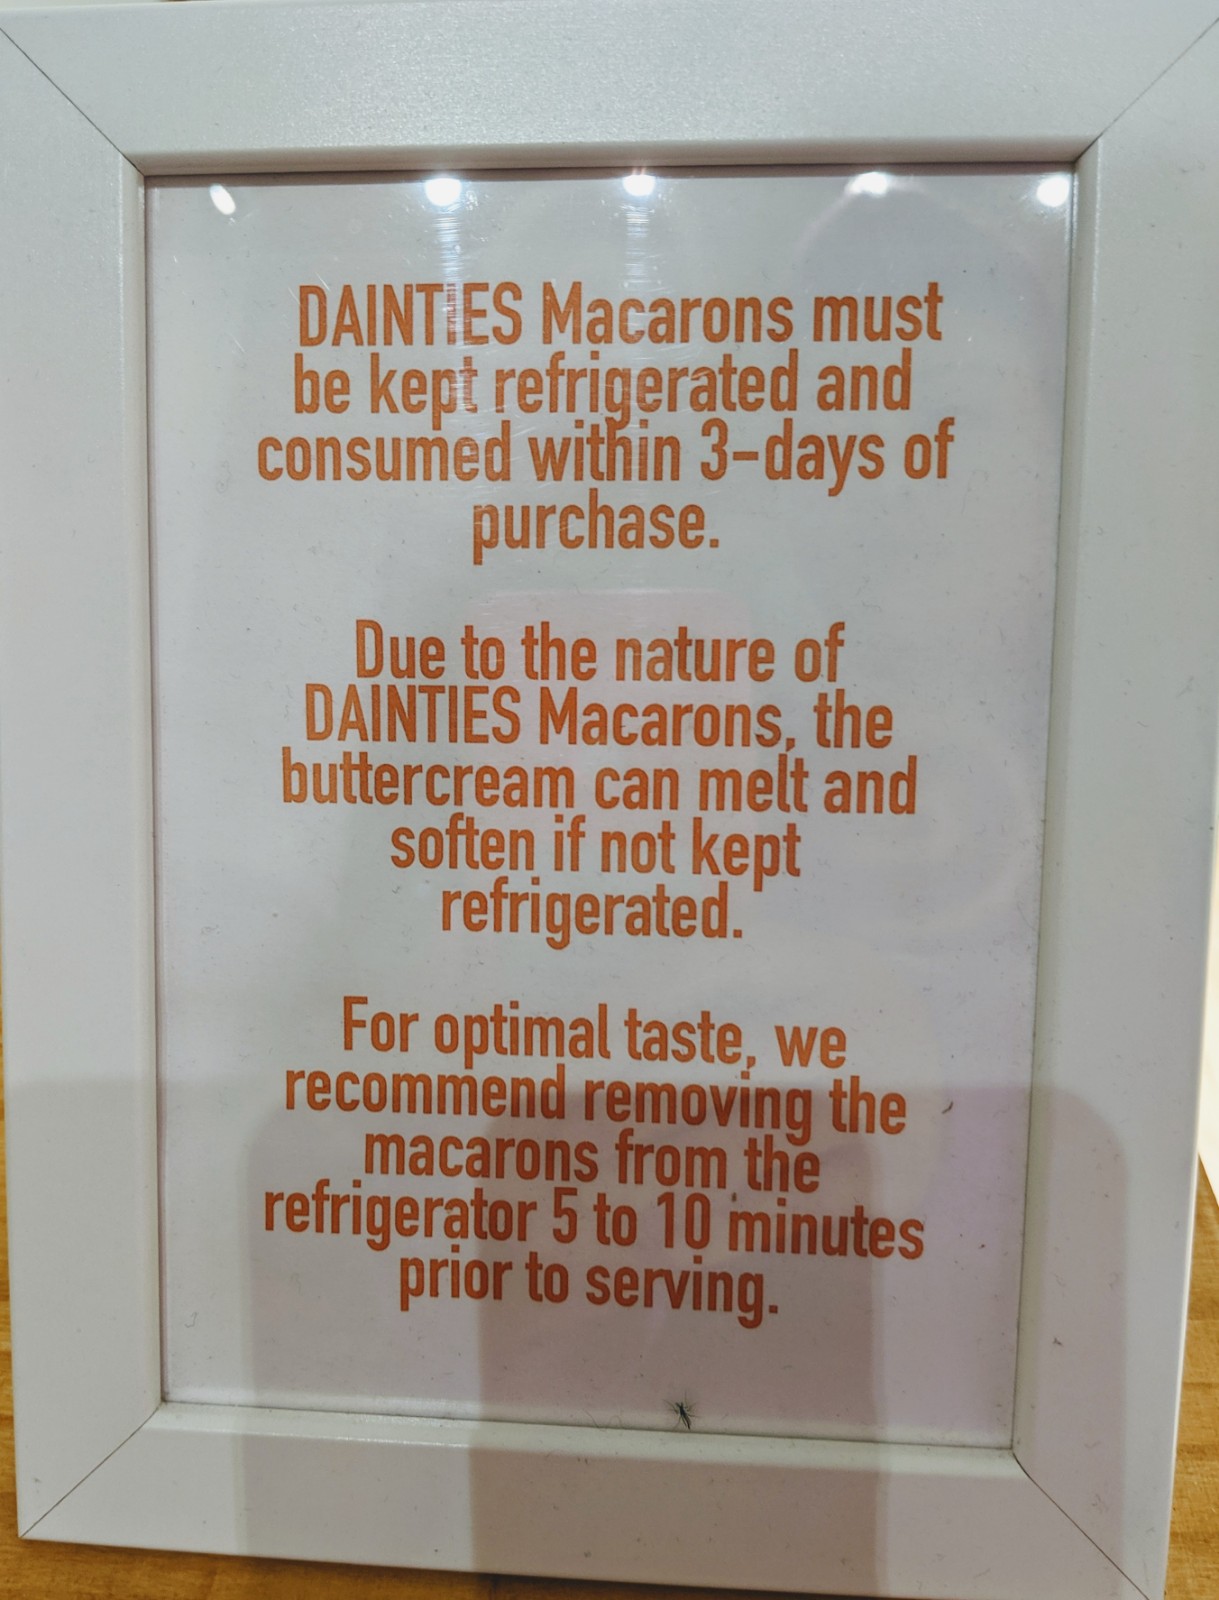 DAINTIES Macarons must
be kept refrigerated and
consumed within 3-days of
purchase.
Due to the nature of
DAINTIES Macarons, the
buttercream can melt and
soften if not kept
refrigerated.
For optimal taste, we
recommend removing the
macarons from the
refrigerator 5 to 10 minutes
prior to serving.